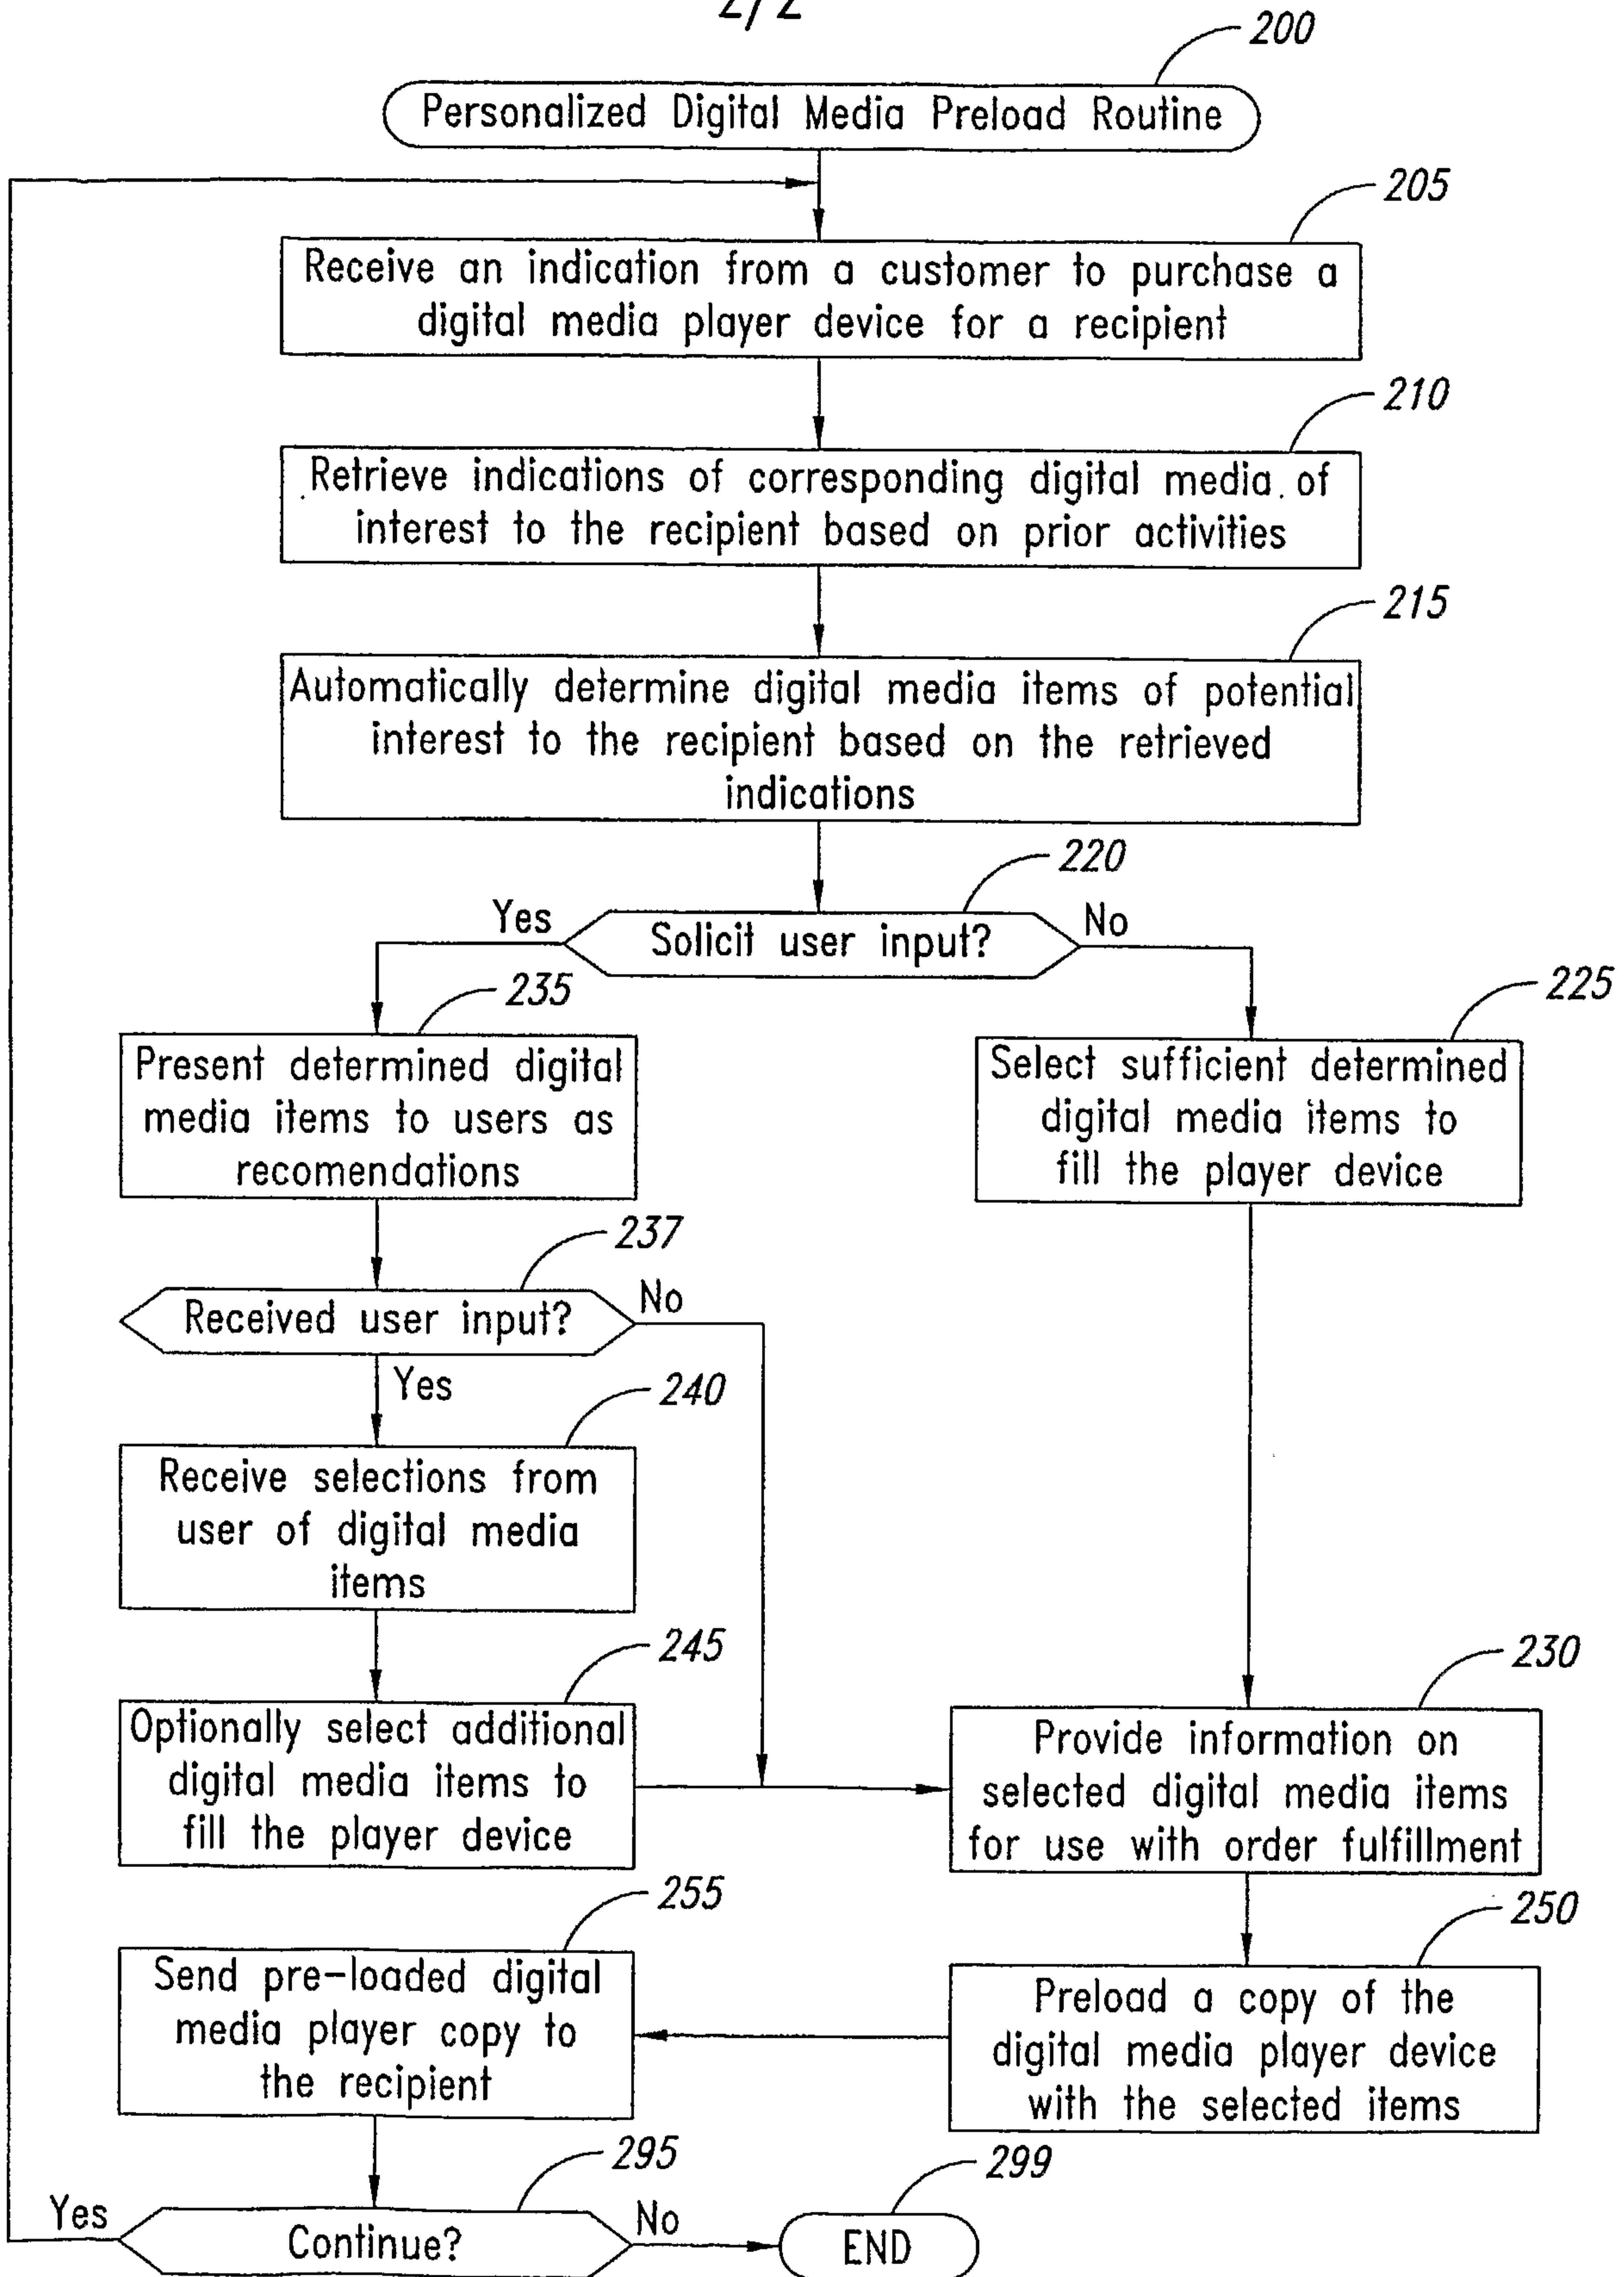 2/2
200
Personalized Digital Media Preload Routine
205
Receive an indication from a customer to purchase a
digital media player device for a recipient
210
Retrieve indications of corresponding digital media of
interest to the recipient based on prior activities
215
Automatically determine digital media items of potential
interest to the recipient based on the retrieved
indications
220
Yes
Solicit user input?
No
235
Present determined digital
media items to users as
recomendations
225
Select sufficient determined
digital media items to
fill the player device
237
Received user input?
No
Yes
240
Receive selections from
user of digital media
items
245
Optionally select additional
digital media items to
fill the player device
230
Provide information on
selected digital media items
for use with order fulfillment
255
Send pre-loaded digital
media player copy to
the recipient
250
Preload a copy of the
digital media player device
with the selected items
295
Yes
Continue?
No
299
END